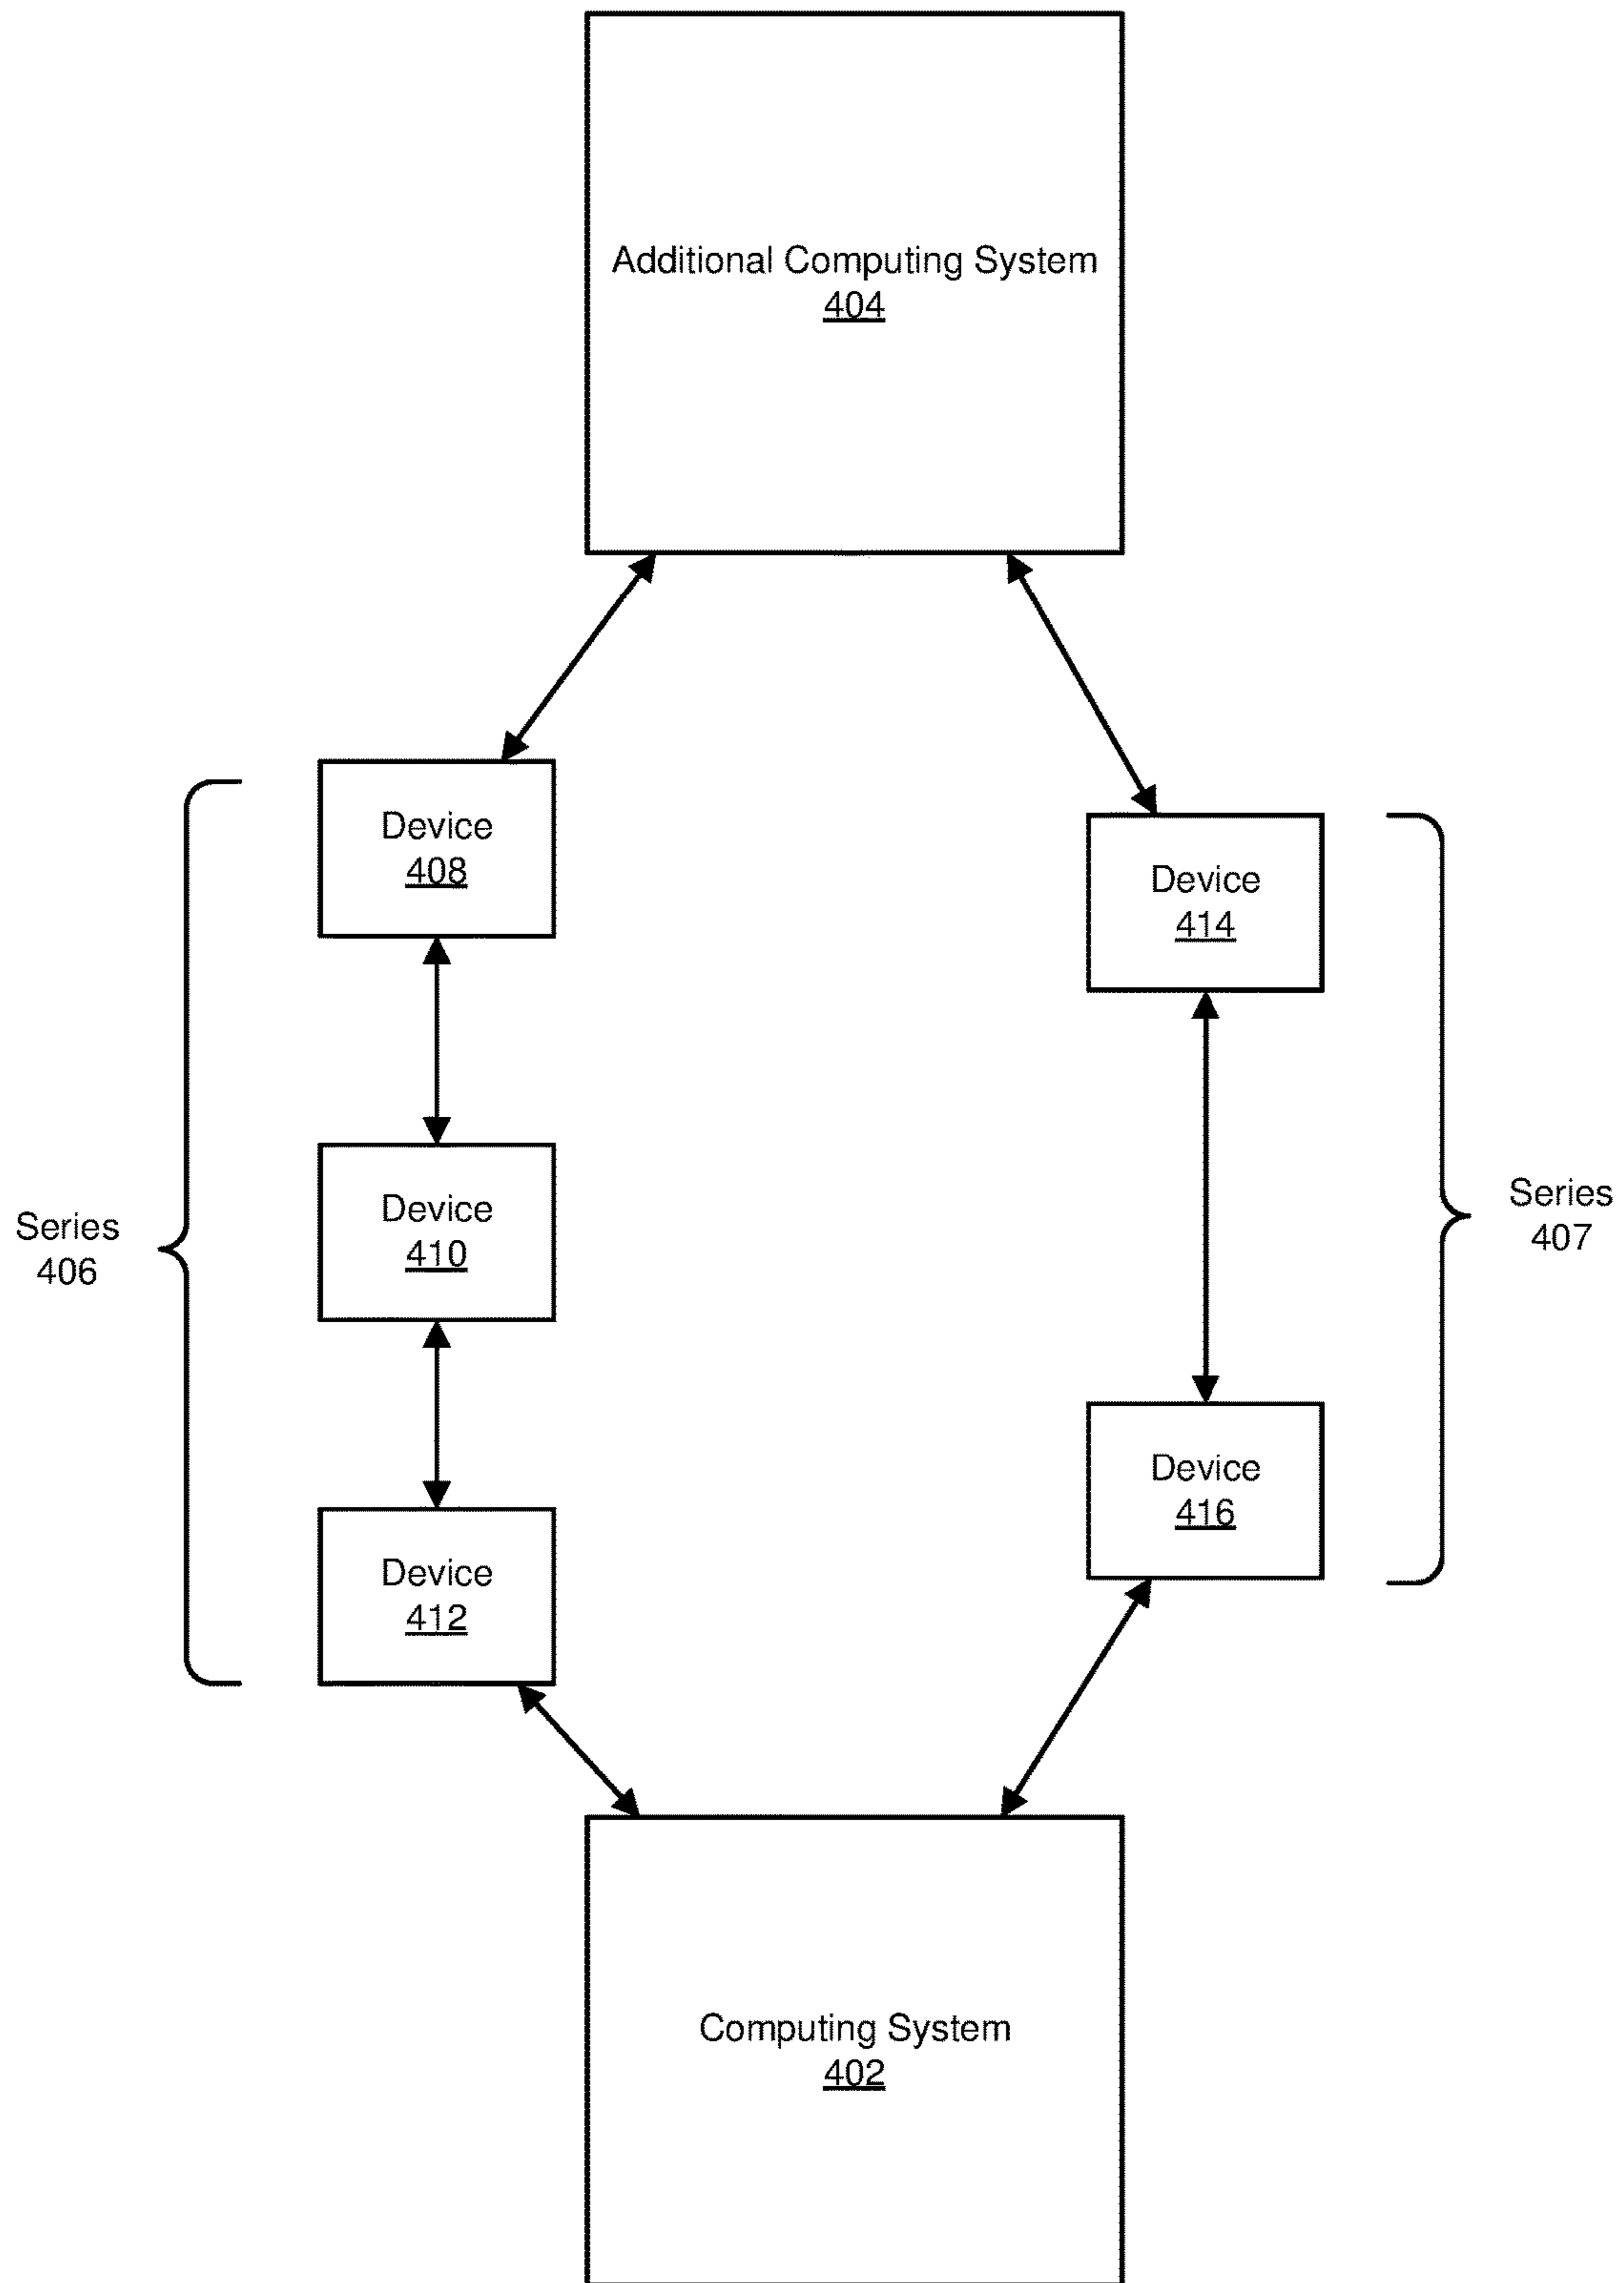 Additional Computing System
404
Device
408
Device
414
Series
406
Device
410
Series
407
Device
412
Device
416
Computing System
402